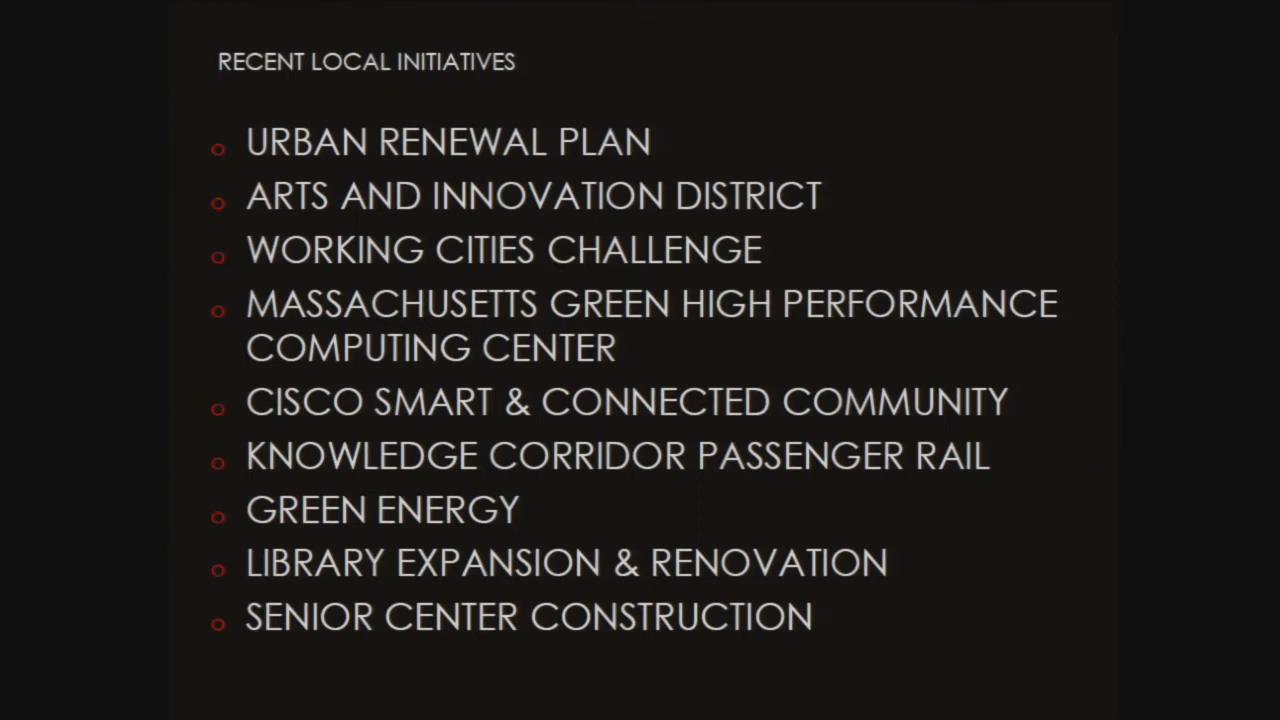 RECENT LOCAL INITIATIVES
o URBAN RENEWAL PLAN
o ARTS AND INNOVATION DISTRICT
o WORKING CITIES CHALLENGE
o MASSACHUSETTS GREEN HIGH PERFORMANCE
COMPUTING CENTER
o CISCO SMART & CONNECTED COMMUNITY
o KNOWLEDGE CORRIDOR PASSENGER RAIL
o GREEN ENERGY
o LIBRARY EXPANSION & RENOVATION
o SENIOR CENTER CONSTRUCTION